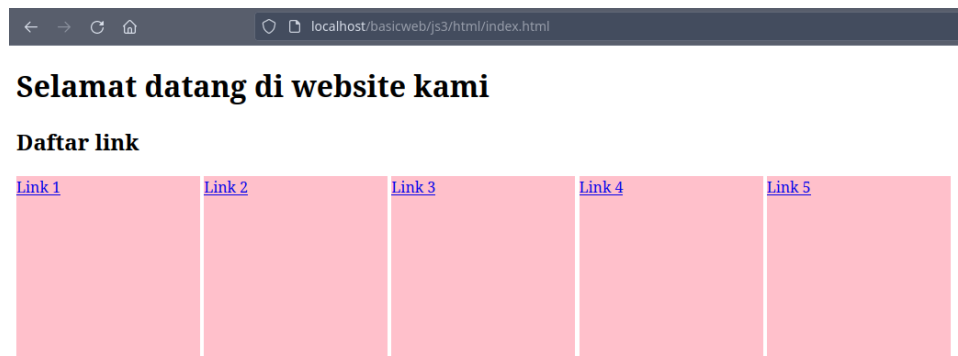 localhost/basicweb/js3/html/index.html
Selamat datang di website kami
Daftar link
Link 1 Link 2 Link 3 Link 4 Link 5